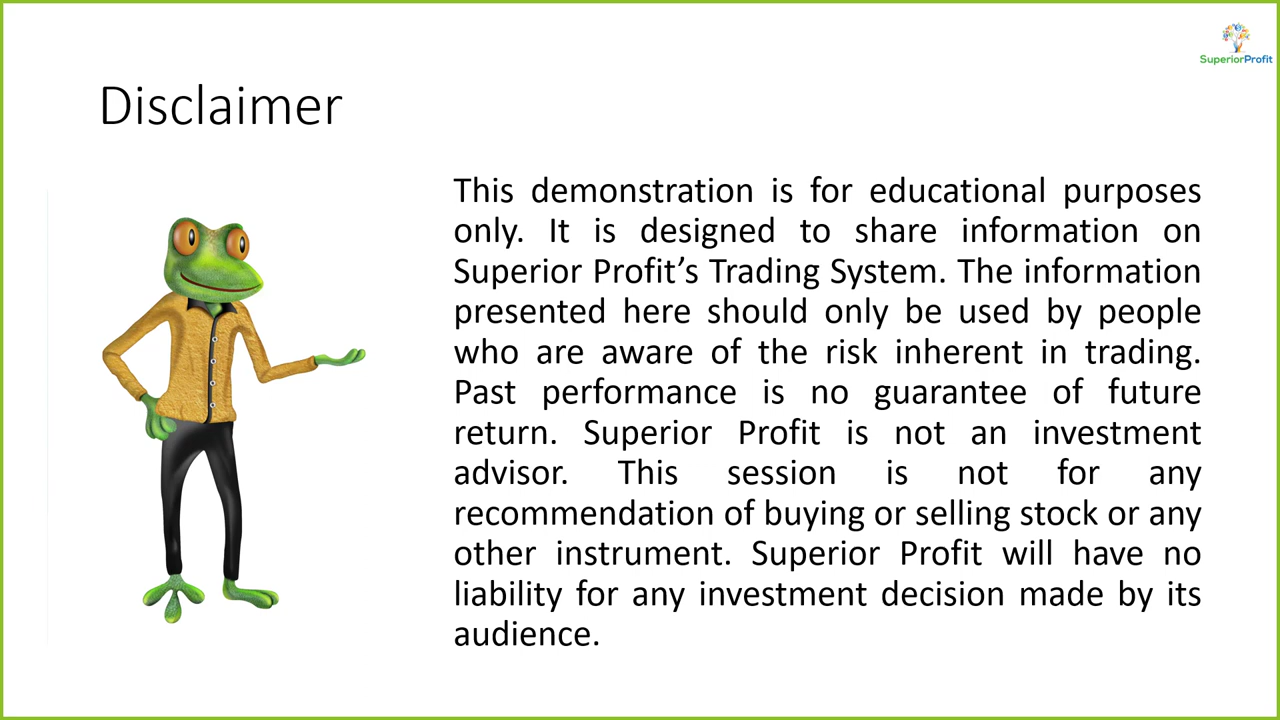 SuperiorProfit
Disclaimer
This demonstration is for educational purposes
only. It is designed to share information on
Superior Profit’s Trading System. The information
presented here should only be used by people
who are aware of the risk inherent in trading.
Past performance is no guarantee of future
return. Superior Profit is not an investment
advisor. This session is not for any
recommendation of buying or selling stock or any
other instrument. Superior Profit will have no
liability for any investment decision made by its
audience.